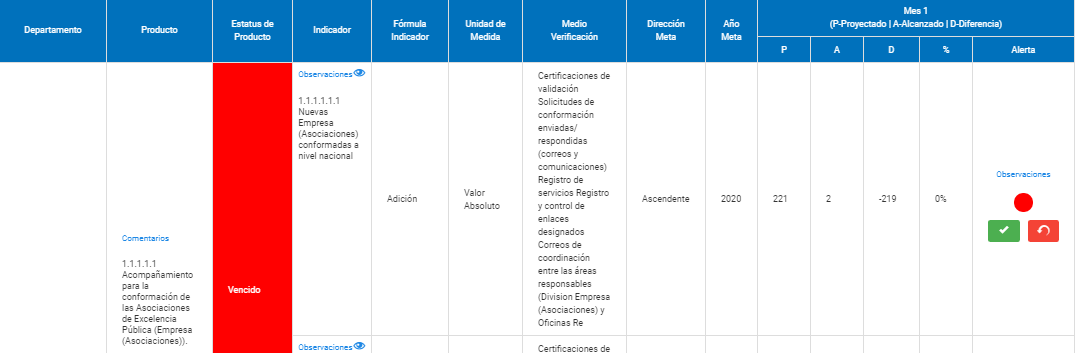 Departamento
Producto
Estatus de
Producto
Indicador
Fórmula
Indicador
Unidad de
Medida
Medio
Verificación
Dirección
Meta
Año
Meta
Mes 1
(P-Proyectado | A-Alcanzado | D-Diferencia)
P
A
D
%
Alerta
Comentarios
1.1.1.1.1
Acompañamiento
para la
conformación de
las Asociaciones
de Excelencia
Pública (Empresa
(Asociaciones)).
Vencido
Observaciones
1.1.1.1.1.1
Nuevas
Empresa
(Asociaciones)
conformadas a
nivel nacional
Adición
Valor
Absoluto
Certificaciones de
validación
Solicitudes de
conformación
enviadas/
respondidas
(correos y
comunicaciones)
Registro de
servicios Registro
y control de
enlaces
designados
Correos de
coordinación
entre las áreas
responsables
(Division Empresa
(Asociaciones) y
Oficinas Re
Ascendente
2020
221
2
-219
0%
Observaciones
Observaciones
Certificaciones de